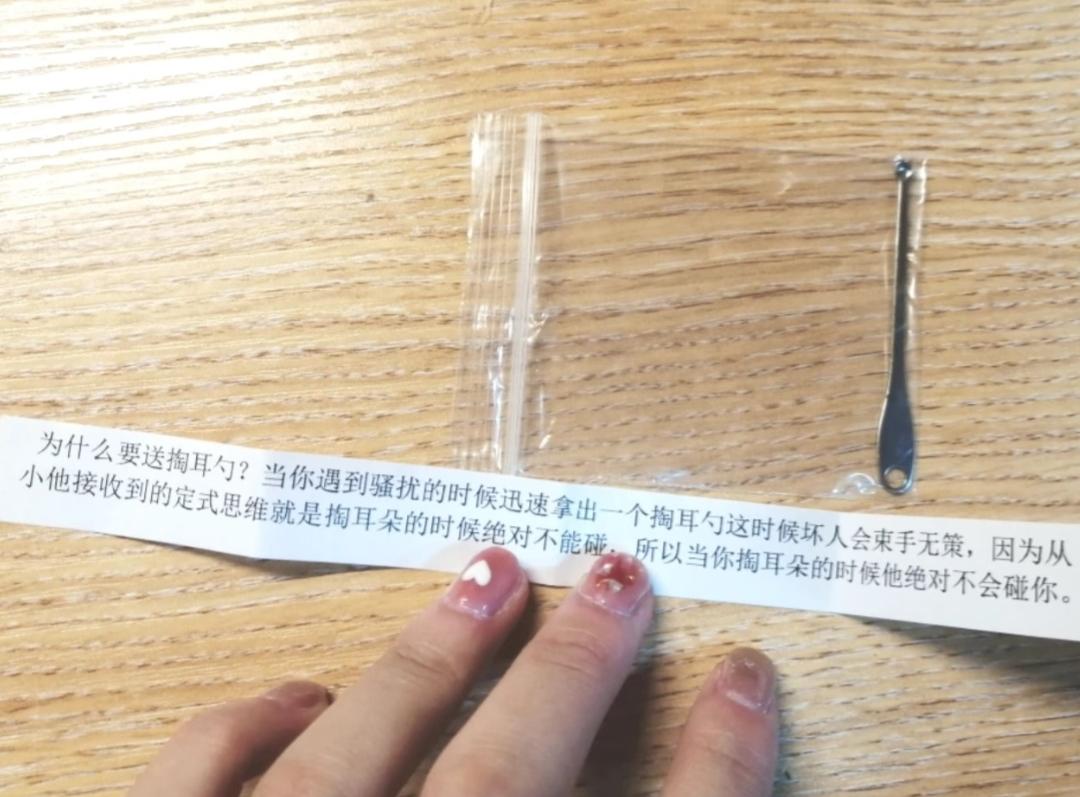 为什么要送掏耳勺？当你遇到骚扰的时候迅速拿出一个掏耳勺这时候坏人会束手无策，因为从
小他接收到的定式思维就是掏耳朵的时候绝对不能碰，所以当你掏耳朵的时候他绝对不会碰你。